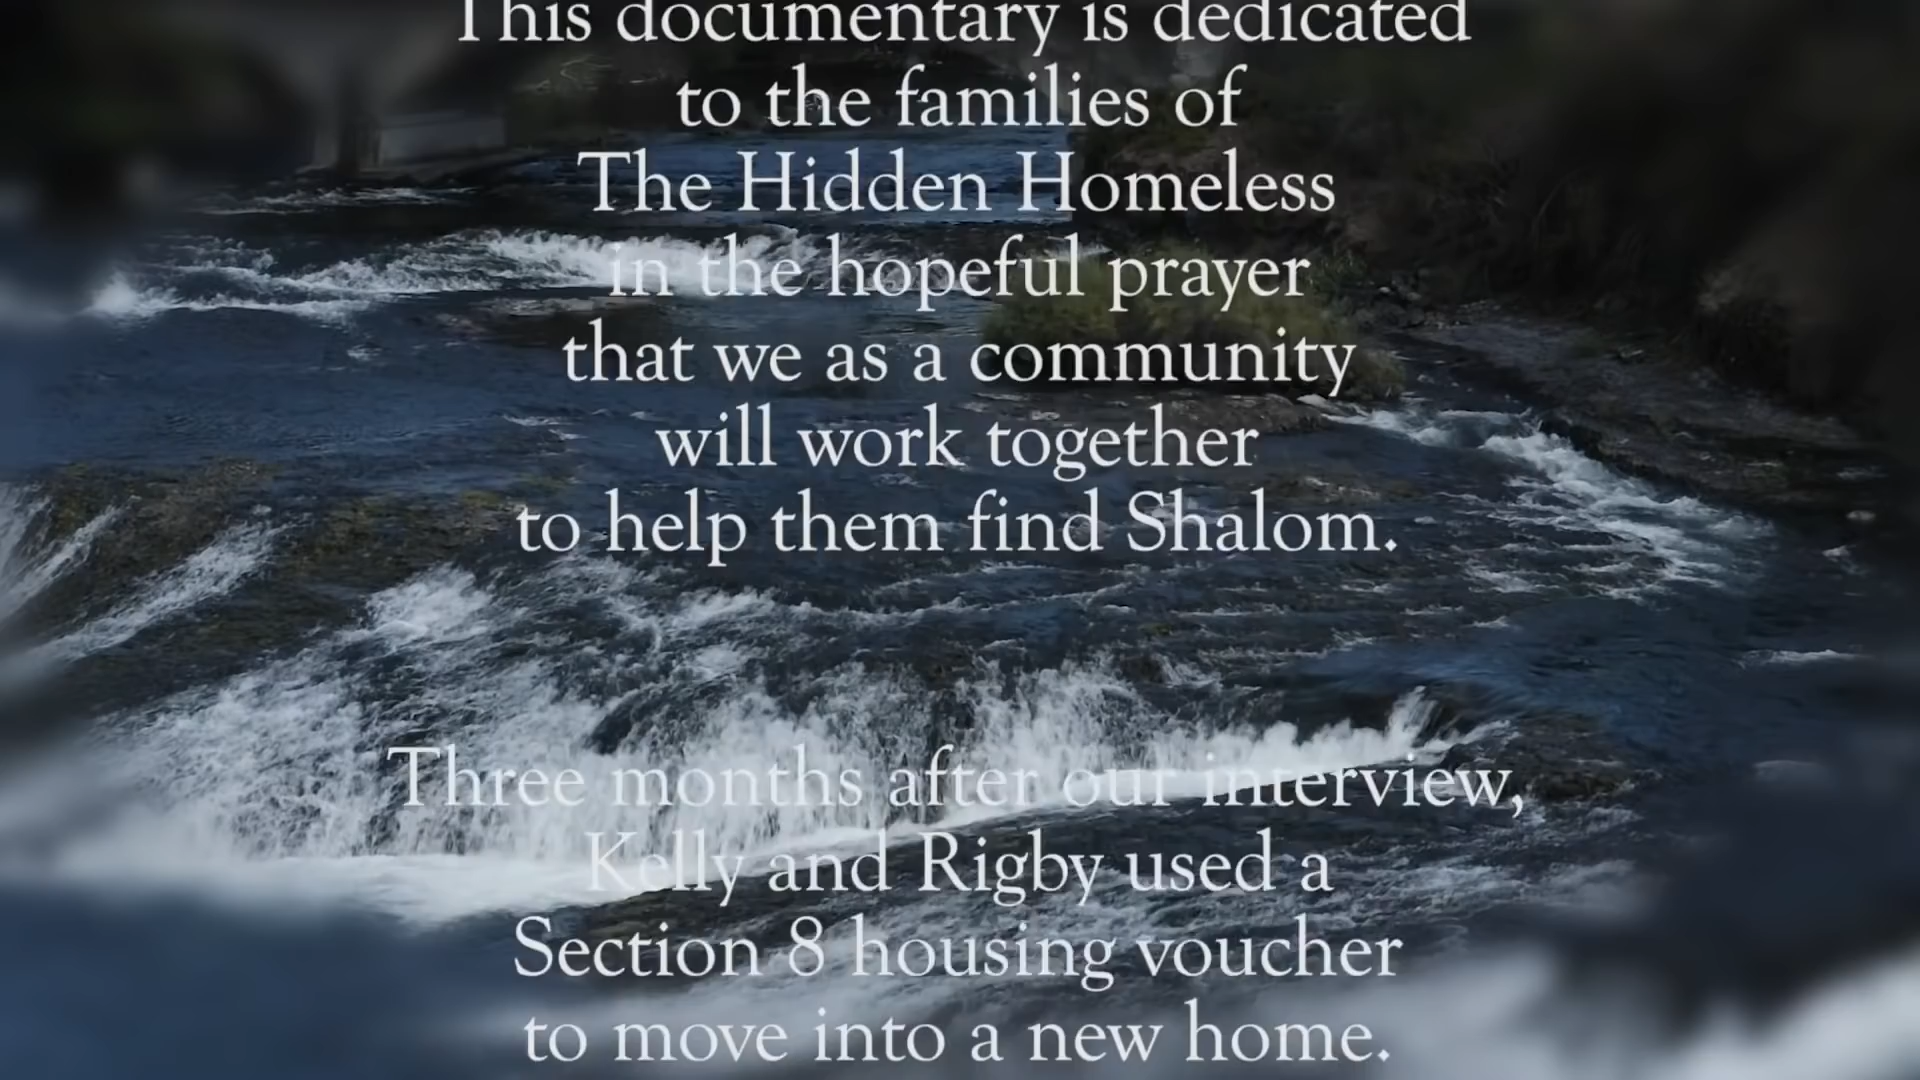 This documentary is dedicated
to the families of
The Hidden Homeless
in the hopeful prayer
that we as a community
will work together
to help them find Shalom.
Three months after our interview,
Kelly and Rigby used a
Section 8 housing voucher
to move into a new home.